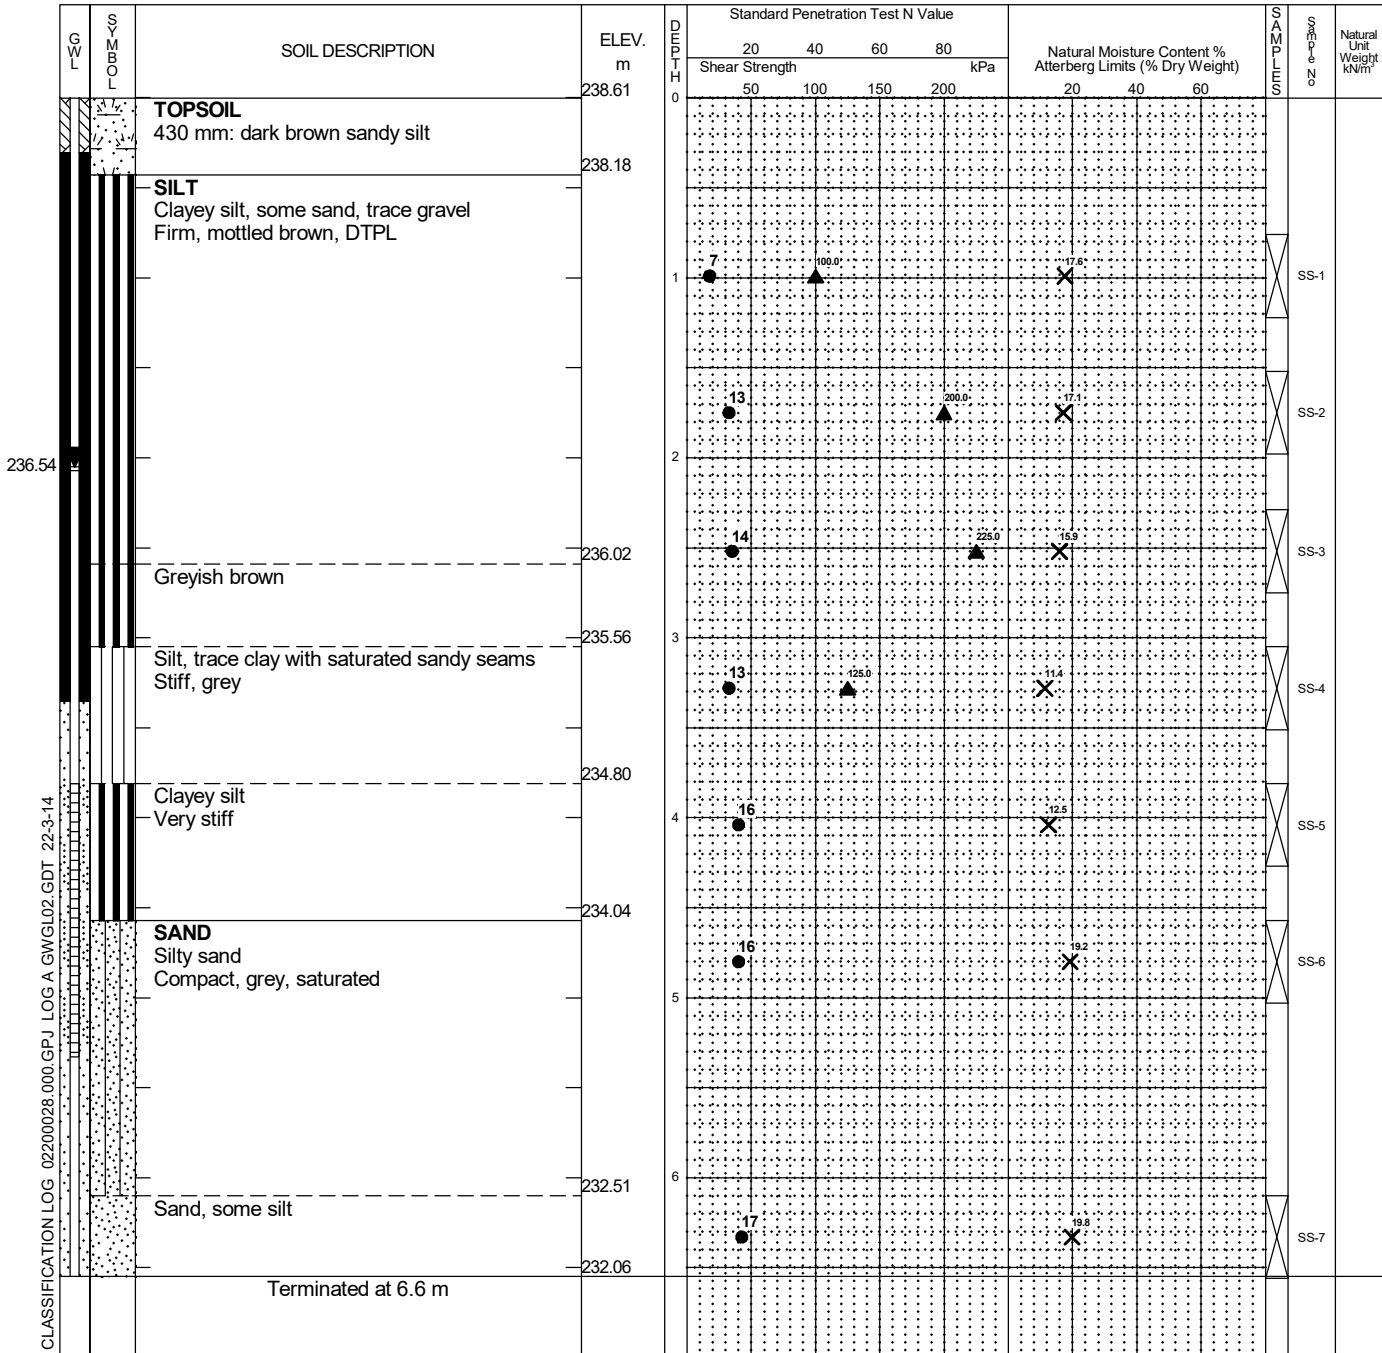 GWL
SYMBOL
SOIL DESCRIPTION
ELEV.
m
238.61
DEPTH
Standard Penetration Test N Value
20 40 60 80
Shear Strength kPa
50 100 150 200
Natural Moisture Content %
Atterberg Limits (% Dry Weight)
20 40 60
SAMPLES
Sample No
Natural
Unit
Weight
kN/m³
0
TOPSOIL
430 mm: dark brown sandy silt
238.18
SILT
Clayey silt, some sand, trace gravel
Firm, mottled brown, DTPL
7 100.0 17.6
1
SS-1
13 200.0 17.1
SS-2
2
236.54
14 225.0 15.9
SS-3
236.02
Greyish brown
3
235.56
Silt, trace clay with saturated sandy seams
Stiff, grey
13 125.0 11.4
SS-4
234.80
Clayey silt
Very stiff
16 12.5
4
SS-5
234.04
SAND
Silty sand
Compact, grey, saturated
16 19.2
SS-6
5
6
232.51
Sand, some silt
17 19.8
SS-7
232.06
Terminated at 6.6 m
CLASSIFICATION LOG 02200028.000.GPJ LOG A GWGL02.GDT 22-3-14